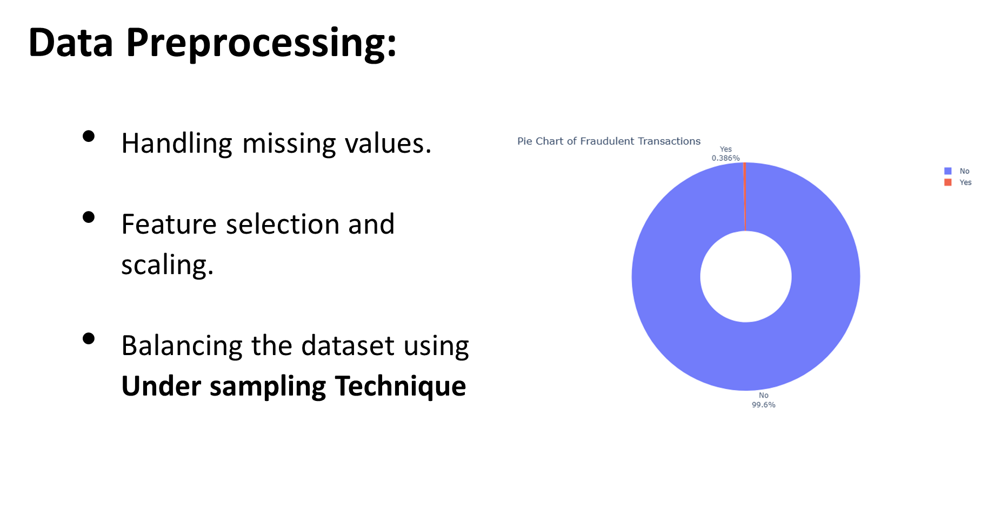 Data Preprocessing:
• Handling missing values.
• Feature selection and
scaling.
• Balancing the dataset using
Under sampling Technique
Pie Chart of Fraudulent Transactions
Yes
0.386%
No
Yes
No
99.6%